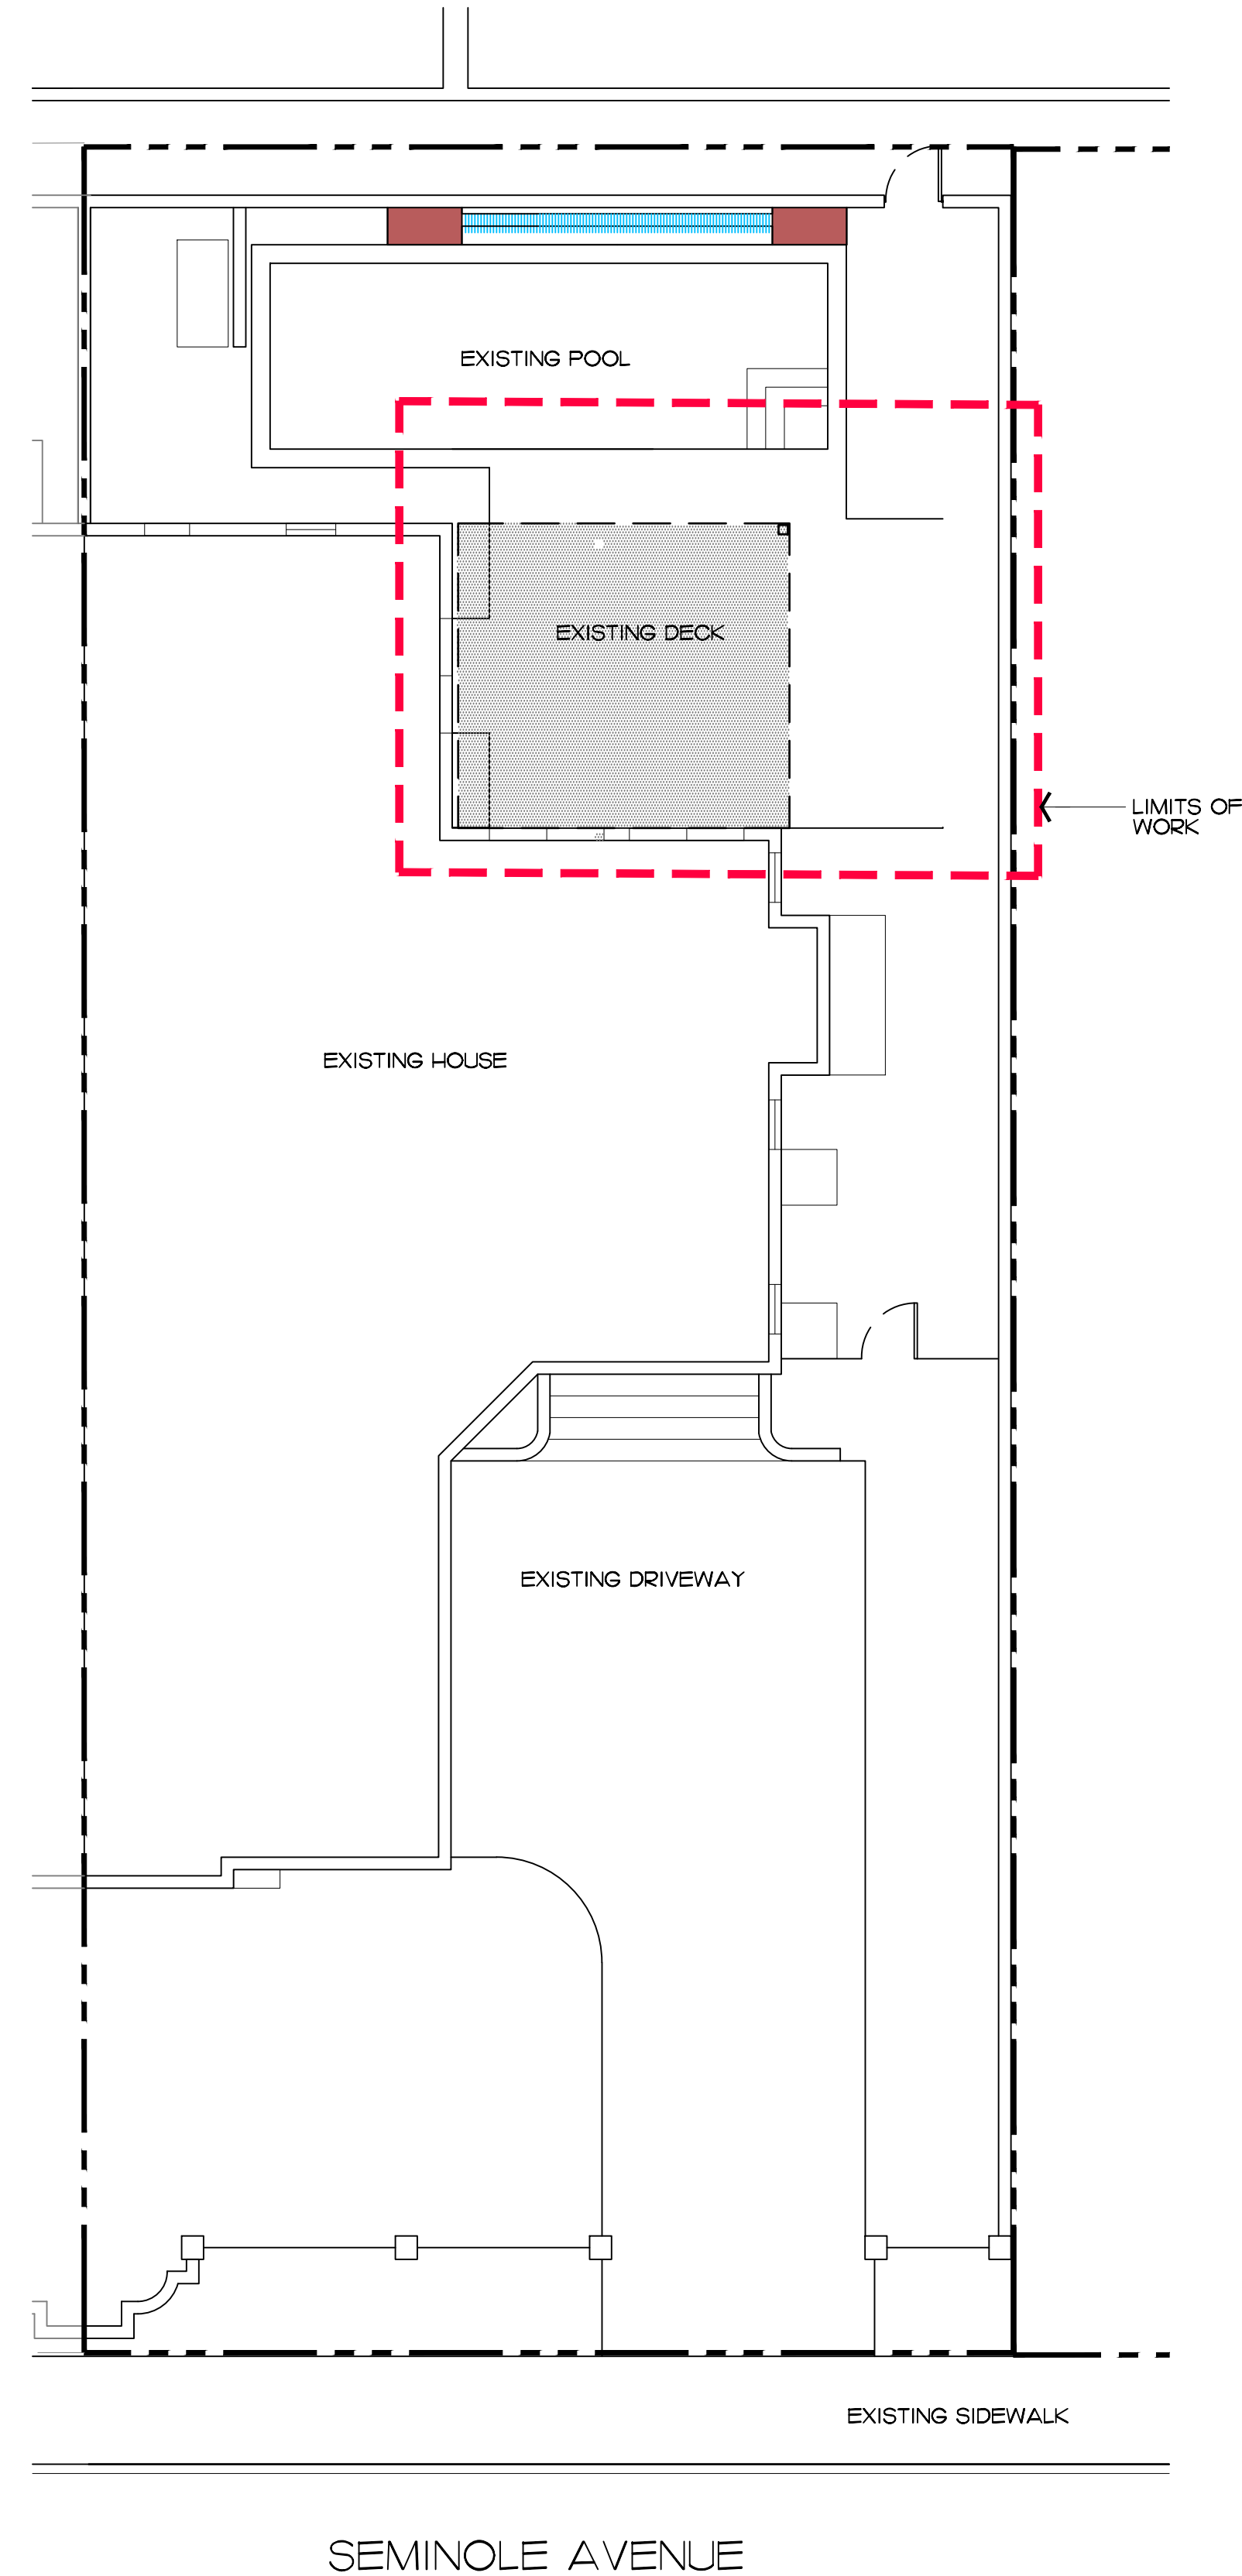 EXISTING POOL
EXISTING DECK
LIMITS OF
WORK
EXISTING HOUSE
EXISTING DRIVEWAY
EXISTING SIDEWALK
SEMINOLE AVENUE